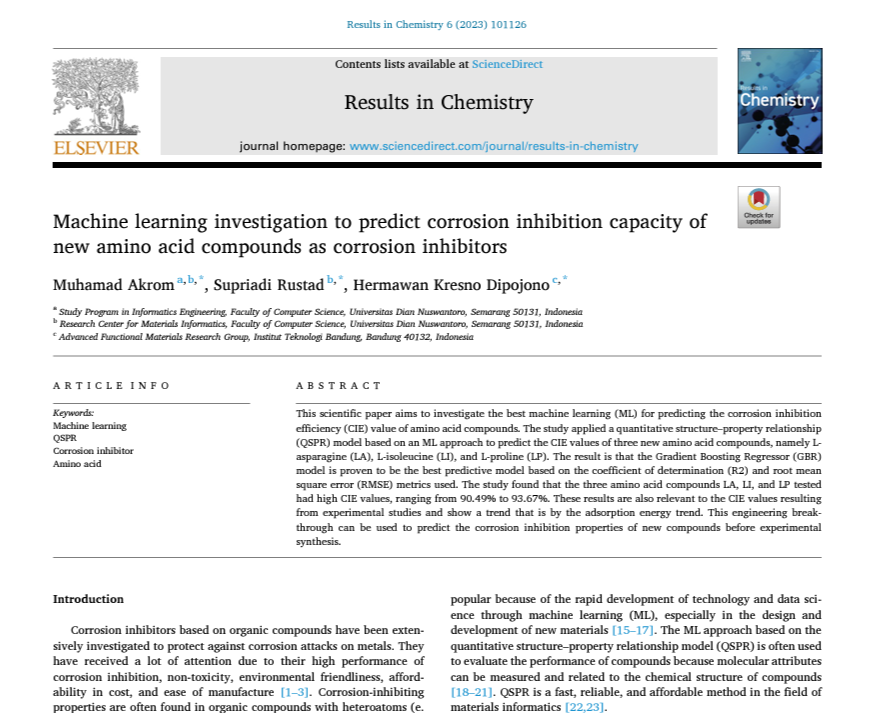 Results in Chemistry 6 (2023) 101126
Contents lists available at ScienceDirect
Results in Chemistry
journal homepage: www.sciencedirect.com/journal/results-in-chemistry
ELSEVIER
Results in
Chemistry
Check for
updates
Machine learning investigation to predict corrosion inhibition capacity of
new amino acid compounds as corrosion inhibitors
Muhamad Akrom a,b,*, Supriadi Rustad b,*, Hermawan Kresno Dipojono c,*
a Study Program in Informatics Engineering, Faculty of Computer Science, Universitas Dian Nuswantoro, Semarang 50131, Indonesia
b Research Center for Materials Informatics, Faculty of Computer Science, Universitas Dian Nuswantoro, Semarang 50131, Indonesia
c Advanced Functional Materials Research Group, Institut Teknologi Bandung, Bandung 40132, Indonesia
ARTICLE INFO
Keywords:
Machine learning
QSPR
Corrosion inhibitor
Amino acid
ABSTRACT
This scientific paper aims to investigate the best machine learning (ML) for predicting the corrosion inhibition
efficiency (CIE) value of amino acid compounds. The study applied a quantitative structure–property relationship
(QSPR) model based on an ML approach to predict the CIE values of three new amino acid compounds, namely L-
asparagine (LA), L-isoleucine (LI), and L-proline (LP). The result is that the Gradient Boosting Regressor (GBR)
model is proven to be the best predictive model based on the coefficient of determination (R2) and root mean
square error (RMSE) metrics used. The study found that the three amino acid compounds LA, LI, and LP tested
had high CIE values, ranging from 90.49% to 93.67%. These results are also relevant to the CIE values resulting
from experimental studies and show a trend that is by the adsorption energy trend. This engineering break-
through can be used to predict the corrosion inhibition properties of new compounds before experimental
synthesis.
Introduction
Corrosion inhibitors based on organic compounds have been exten-
sively investigated to protect against corrosion attacks on metals. They
have received a lot of attention due to their high performance of
corrosion inhibition, non-toxicity, environmental friendliness, afford-
ability in cost, and ease of manufacture [1–3]. Corrosion-inhibiting
properties are often found in organic compounds with heteroatoms (e.
popular because of the rapid development of technology and data sci-
ence through machine learning (ML), especially in the design and
development of new materials [15–17]. The ML approach based on the
quantitative structure–property relationship model (QSPR) is often used
to evaluate the performance of compounds because molecular attributes
can be measured and related to the chemical structure of compounds
[18–21]. QSPR is a fast, reliable, and affordable method in the field of
materials informatics [22,23].